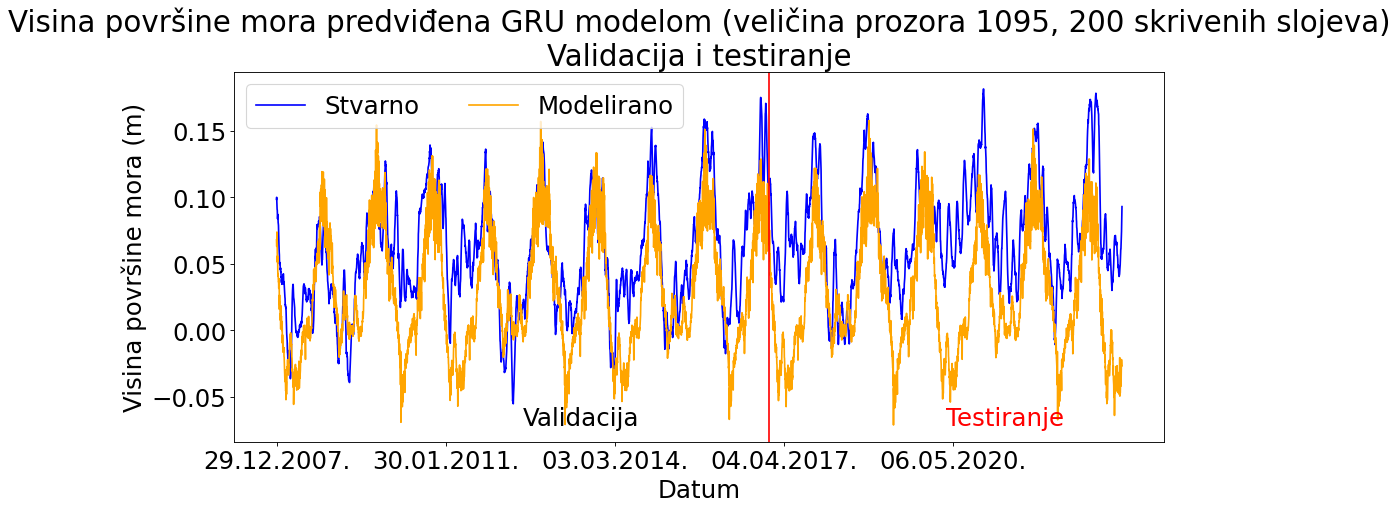 Visina površine mora predviđena GRU modelom (veličina prozora 1095, 200 skrivenih slojeva)
Validacija i testiranje
Stvarno
Modelirano
Visina površine mora (m)
0.15
0.10
0.05
0.00
−0.05
Validacija
Testiranje
29.12.2007.
30.01.2011.
03.03.2014.
04.04.2017.
06.05.2020.
Datum